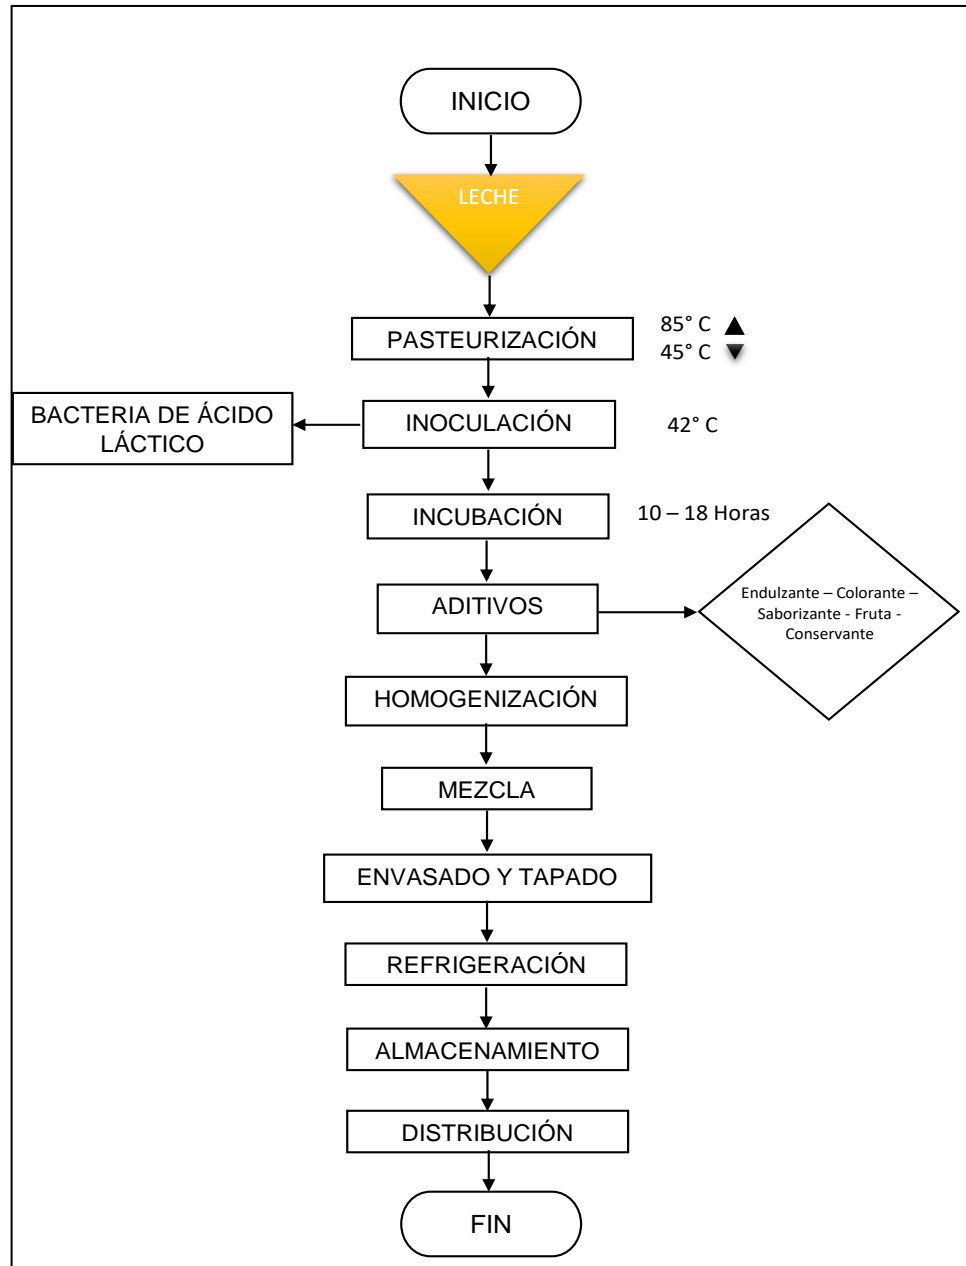 INICIO
LECHE
PASTEURIZACIÓN
85° C
45° C
BACTERIA DE ÁCIDO
LÁCTICO
INOCULACIÓN
42° C
INCUBACIÓN
10 – 18 Horas
ADITIVOS
Endulzante – Colorante –
Saborizante - Fruta -
Conservante
HOMOGENIZACIÓN
MEZCLA
ENVASADO Y TAPADO
REFRIGERACIÓN
ALMACENAMIENTO
DISTRIBUCIÓN
FIN